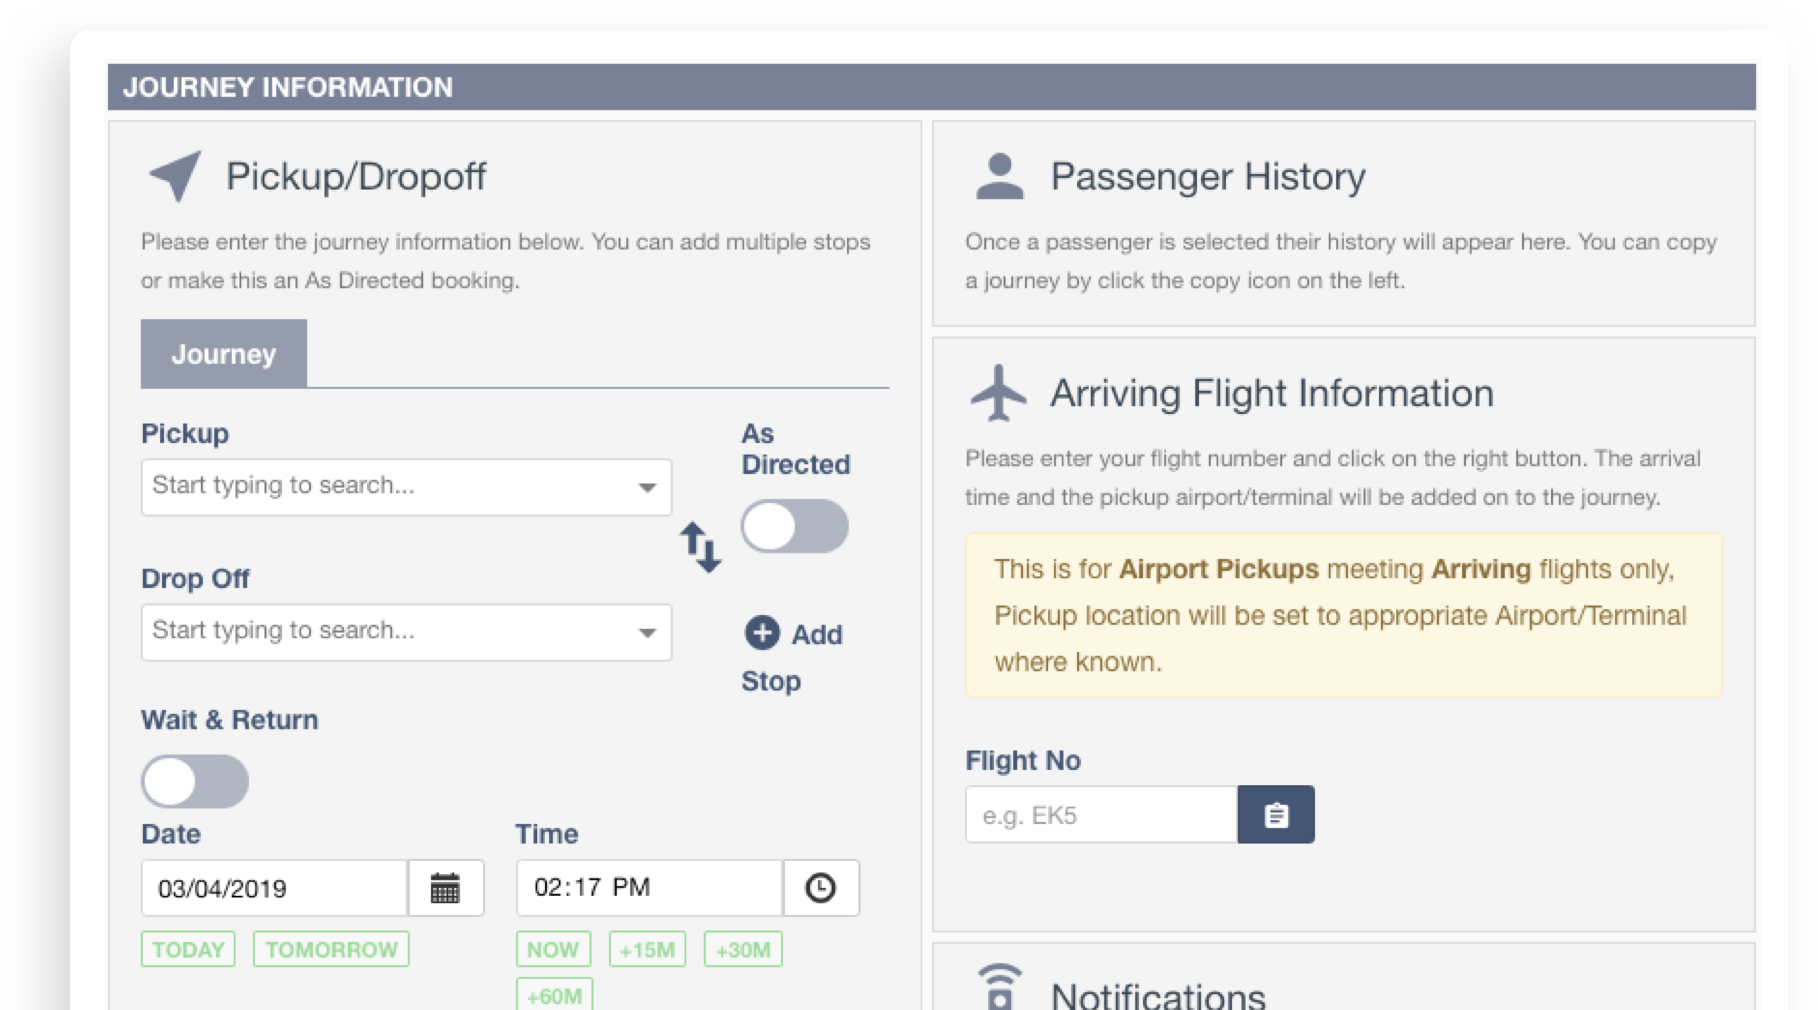 JOURNEY INFORMATION
Pickup/Dropoff
Please enter the journey information below. You can add multiple stops
or make this an As Directed booking.
Journey
Pickup
Start typing to search...
As
Directed
Drop Off
Start typing to search...
Add
Stop
Wait & Return
Date
03/04/2019
TODAY
TOMORROW
Time
02:17 PM
NOW
+15M
+30M
+60M
Passenger History
Once a passenger is selected their history will appear here. You can copy
a journey by click the copy icon on the left.
Arriving Flight Information
Please enter your flight number and click on the right button. The arrival
time and the pickup airport/terminal will be added on to the journey.
This is for Airport Pickups meeting Arriving flights only,
Pickup location will be set to appropriate Airport/Terminal
where known.
Flight No
e.g. EK5
Notifications